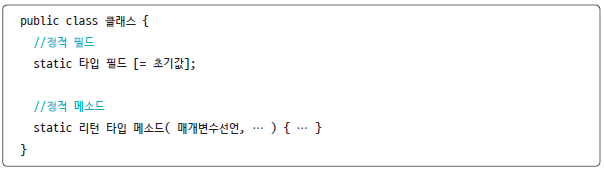 public class 클래스 {
//정적 필드
static 타입 필드 [= 초기값];
//정적 메소드
static 리턴 타입 메소드( 매개변수선언, … ) { … }
}